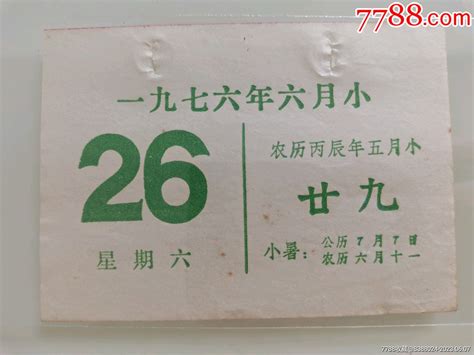 7788.com
一九七六年六月小
26
星期六
农历丙辰年五月小
廿九
小暑：公历7月7日
农历六月十一